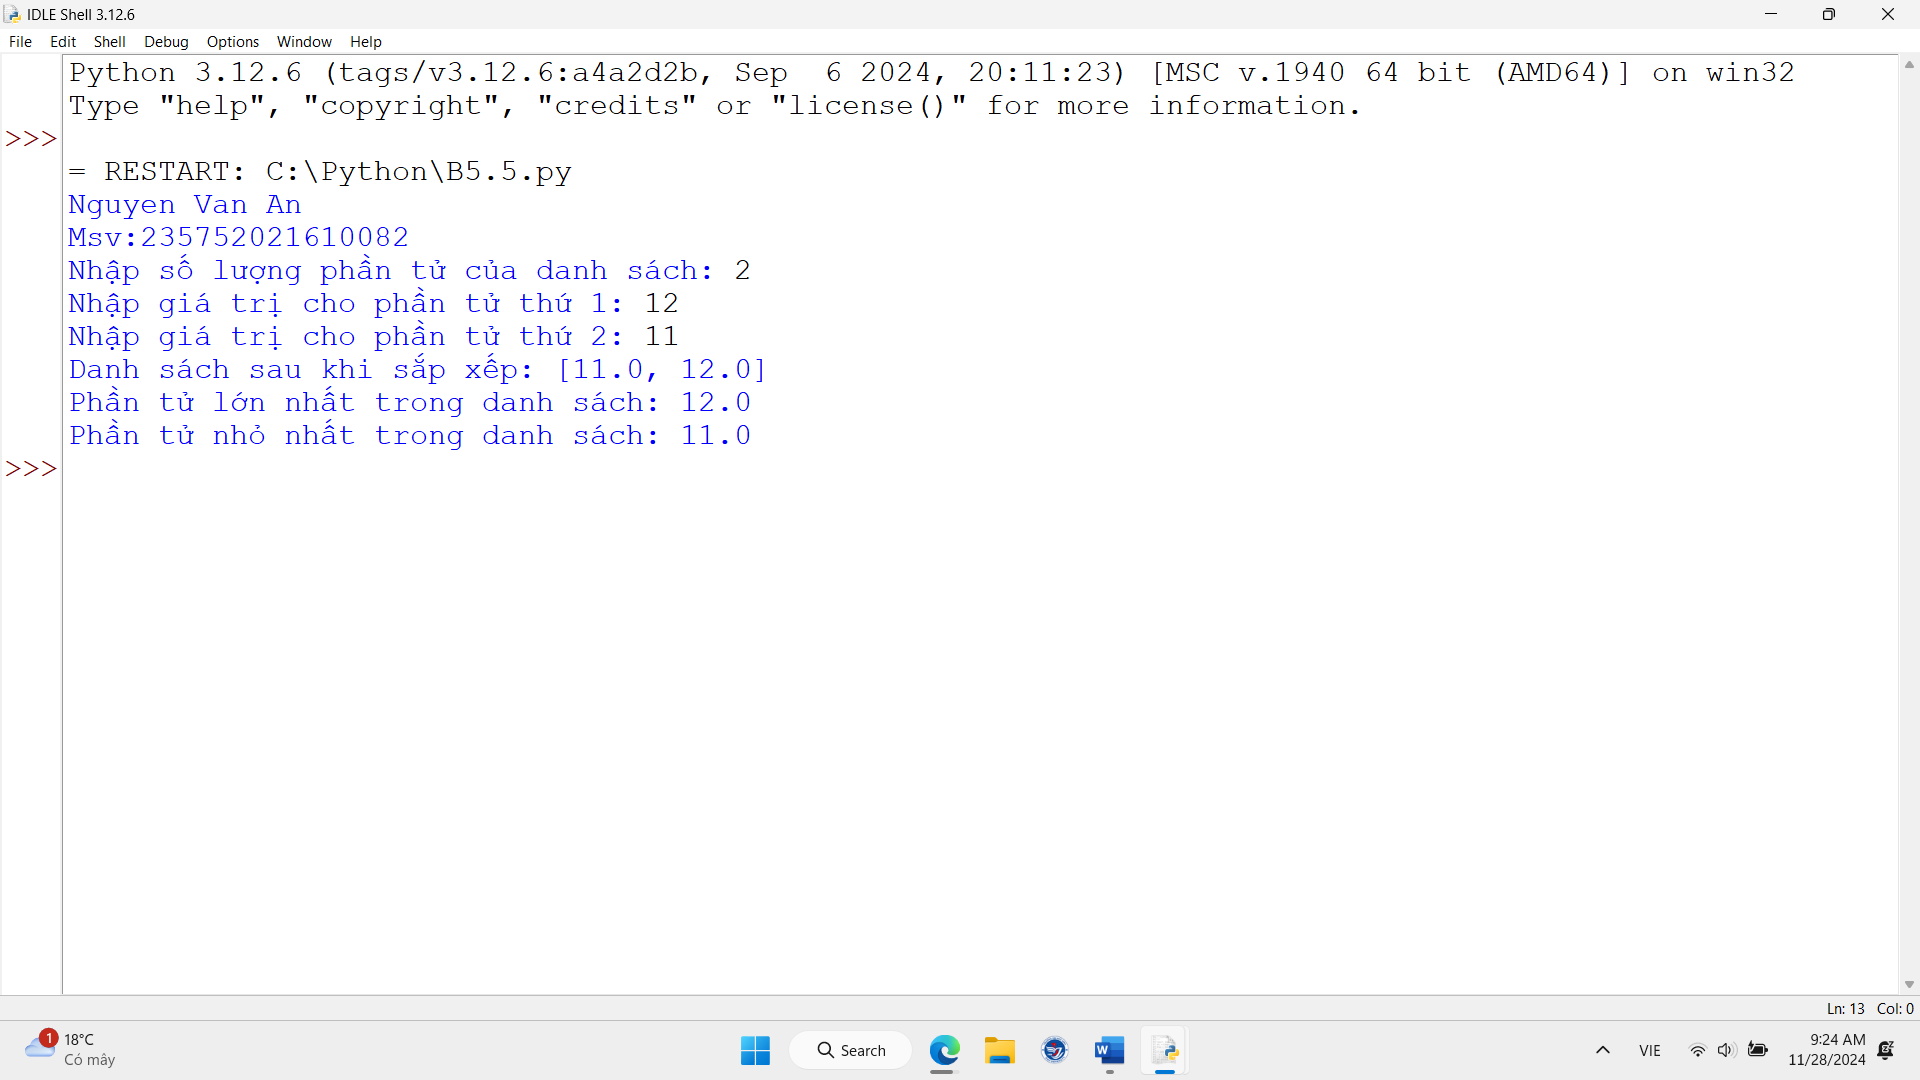 IDLE Shell 3.12.6
File Edit Shell Debug Options Window Help
Python 3.12.6 (tags/v3.12.6:a4a2d2b, Sep  6 2024, 20:11:23) [MSC v.1940 64 bit (AMD64)] on win32
Type "help", "copyright", "credits" or "license()" for more information.
>>>
= RESTART: C:\Python\B5.5.py
Nguyen Van An
Msv:235752021610082
Nhập số lượng phần tử của danh sách: 2
Nhập giá trị cho phần tử thứ 1: 12
Nhập giá trị cho phần tử thứ 2: 11
Danh sách sau khi sắp xếp: [11.0, 12.0]
Phần tử lớn nhất trong danh sách: 12.0
Phần tử nhỏ nhất trong danh sách: 11.0
>>>
Ln: 13 Col: 0
1
18°C
Có mây
Search
VIE
9:24 AM
11/28/2024